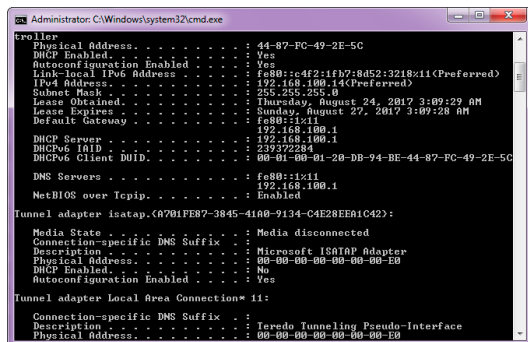 Administrator: C:\Windows\system32\cmd.exe
troller
Physical Address. . . . . . . . . : 44-87-FC-49-2E-5C
DHCP Enabled. . . . . . . . . . . : Yes
Autoconfiguration Enabled . . . . : Yes
Link-local IPv6 Address . . . . . : fe80::c4f2:1fb7:8d52:3218%11(Preferred)
IPv4 Address. . . . . . . . . . . : 192.168.100.14(Preferred)
Subnet Mask . . . . . . . . . . . : 255.255.255.0
Lease Obtained. . . . . . . . . . : Thursday, August 24, 2017 3:09:29 AM
Lease Expires . . . . . . . . . . : Sunday, August 27, 2017 3:09:28 AM
Default Gateway . . . . . . . . . : fe80::1%11
192.168.100.1
DHCP Server . . . . . . . . . . . : 192.168.100.1
DHCPv6 IAID . . . . . . . . . . . : 239372284
DHCPv6 Client DUID. . . . . . . . : 00-01-00-01-20-DB-94-BE-44-87-FC-49-2E-5C
DNS Servers . . . . . . . . . . . : fe80::1%11
192.168.100.1
NetBIOS over Tcpip. . . . . . . . : Enabled
Tunnel adapter isatap.{A701FE87-3845-41A0-9134-C4E28EEA1C42}:
Media State . . . . . . . . . . . : Media disconnected
Connection-specific DNS Suffix  . :
Description . . . . . . . . . . . : Microsoft ISATAP Adapter
Physical Address. . . . . . . . . : 00-00-00-00-00-00-00-E0
DHCP Enabled. . . . . . . . . . . : No
Autoconfiguration Enabled . . . . : Yes
Tunnel adapter Local Area Connection* 11:
Connection-specific DNS Suffix  . :
Description . . . . . . . . . . . : Teredo Tunneling Pseudo-Interface
Physical Address. . . . . . . . . : 00-00-00-00-00-00-00-E0